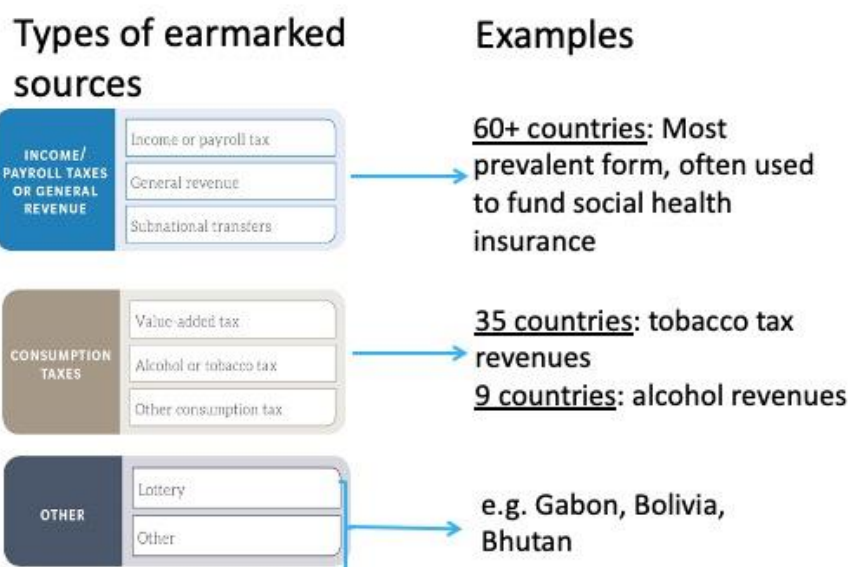 Types of earmarked
sources
Examples
INCOME/
PAYROLL TAXES
OR GENERAL
REVENUE
Income or payroll tax
General revenue
Subnational transfers
60+ countries: Most
prevalent form, often used
to fund social health
insurance
CONSUMPTION
TAXES
Value-added tax
Alcohol or tobacco tax
Other consumption tax
35 countries: tobacco tax
revenues
9 countries: alcohol revenues
OTHER
Lottery
Other
e.g. Gabon, Bolivia,
Bhutan